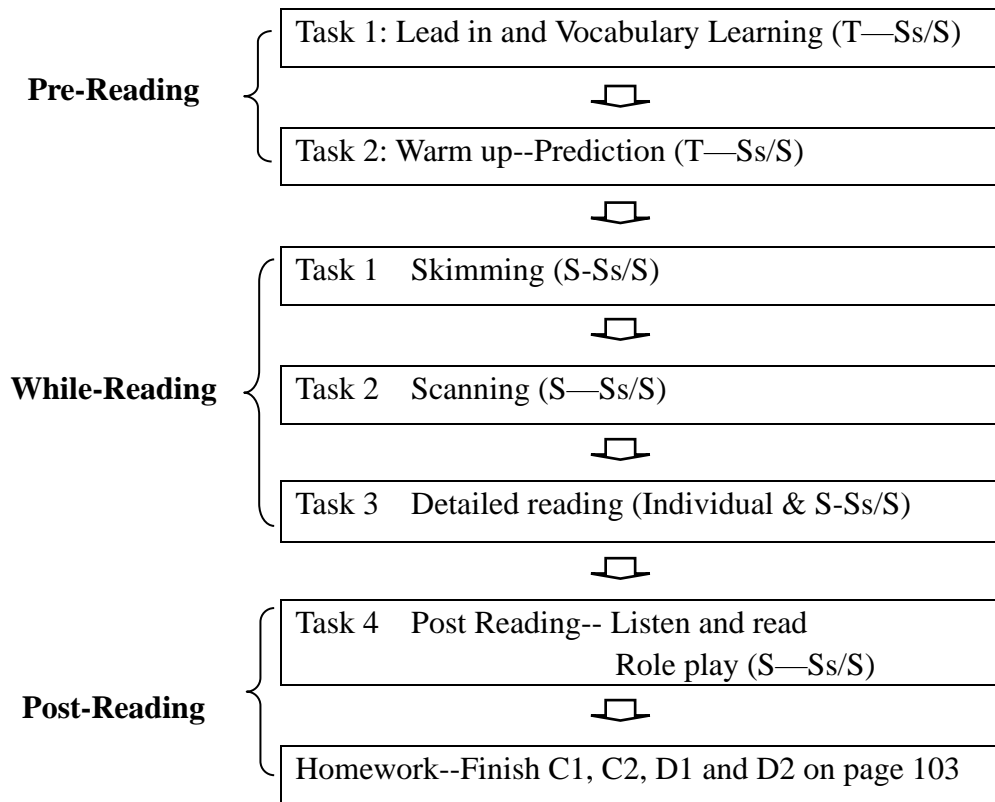 Task 1: Lead in and Vocabulary Learning (T—Ss/S)
Pre-Reading
Task 2: Warm up--Prediction (T—Ss/S)
Task 1 Skimming (S-Ss/S)
While-Reading
Task 2 Scanning (S—Ss/S)
Task 3 Detailed reading (Individual & S-Ss/S)
Task 4 Post Reading-- Listen and read
Role play (S—Ss/S)
Post-Reading
Homework--Finish C1, C2, D1 and D2 on page 103